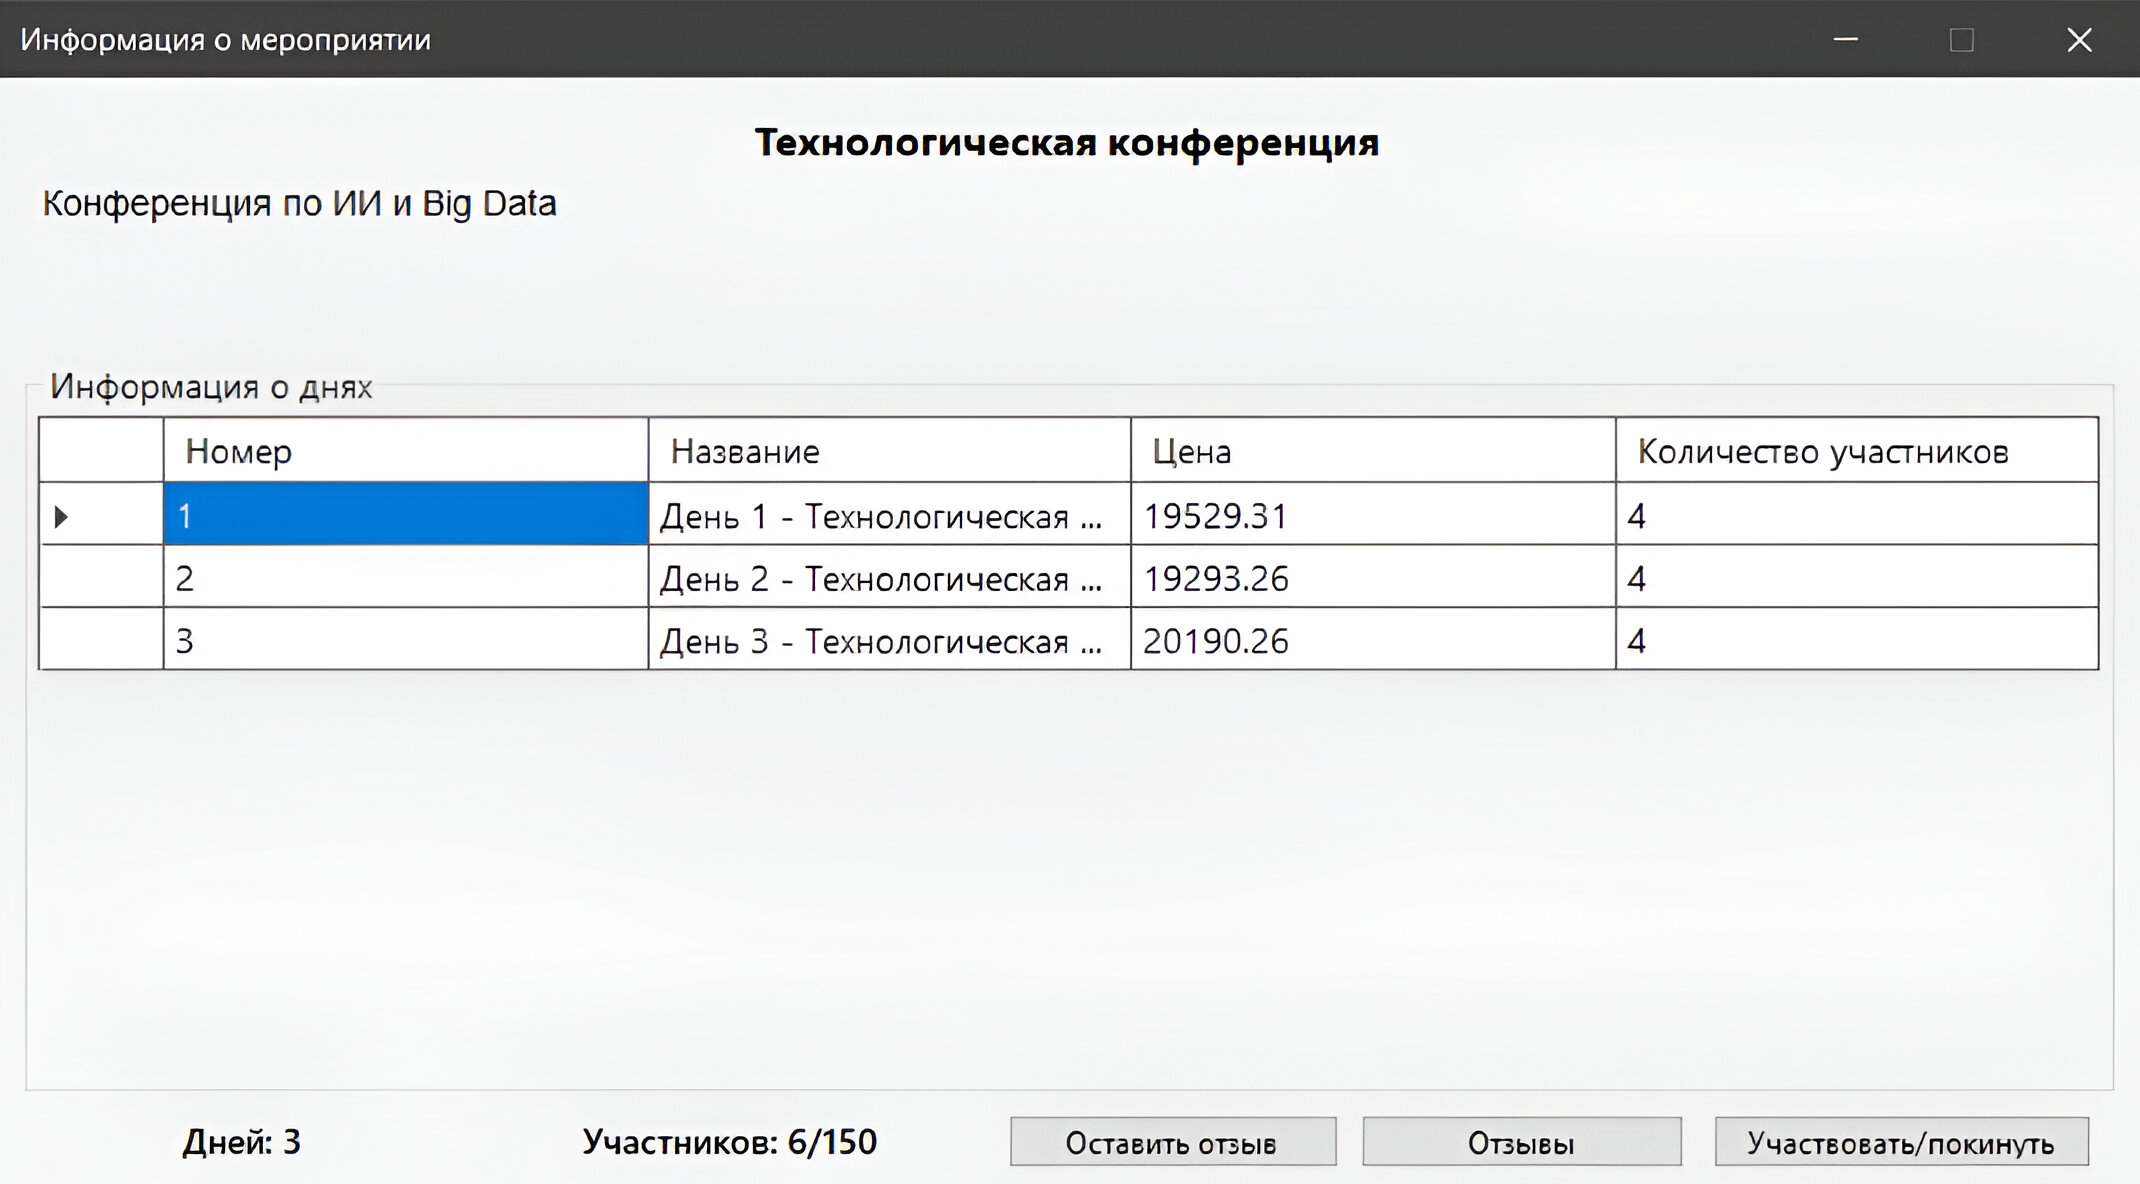 Информация о мероприятии
Технологическая конференция
Конференция по ИИ и Big Data
Информация о днях
Номер Название Цена Количество участников
1 День 1 - Технологическая ... 19529.31 4
2 День 2 - Технологическая ... 19293.26 4
3 День 3 - Технологическая ... 20190.26 4
Дней: 3 Участников: 6/150 Оставить отзыв Отзывы Участвовать/покинуть